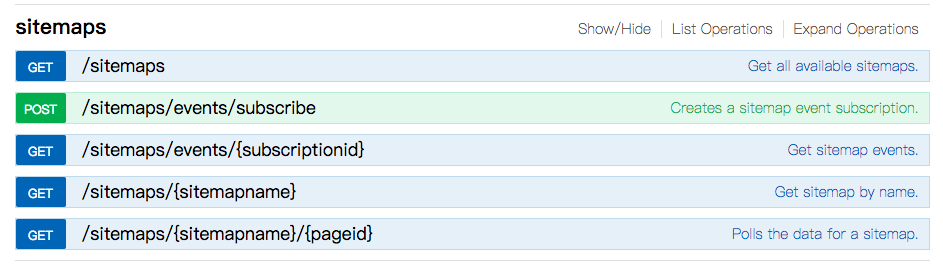 sitemaps Show/Hide List Operations Expand Operations
GET /sitemaps Get all available sitemaps.
POST /sitemaps/events/subscribe Creates a sitemap event subscription.
GET /sitemaps/events/{subscriptionid} Get sitemap events.
GET /sitemaps/{sitemapname} Get sitemap by name.
GET /sitemaps/{sitemapname}/{pageid} Polls the data for a sitemap.